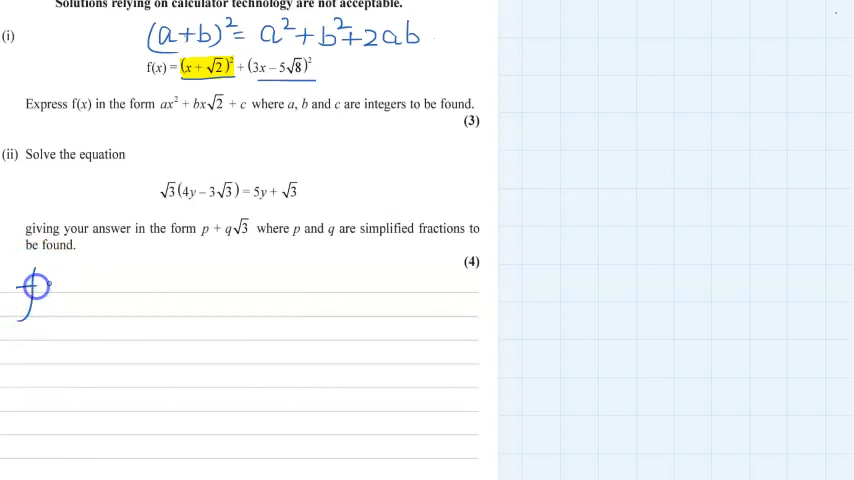 Solutions relying on calculator technology are not acceptable.
(i) (a+b)² = a² + b² + 2ab
f(x) = (x + √2)² + (3x – 5√8)²
Express f(x) in the form ax² + bx√2 + c where a, b and c are integers to be found.
(3)
(ii) Solve the equation
√3(4y – 3√3) = 5y + √3
giving your answer in the form p + q√3 where p and q are simplified fractions to
be found.
(4)
f